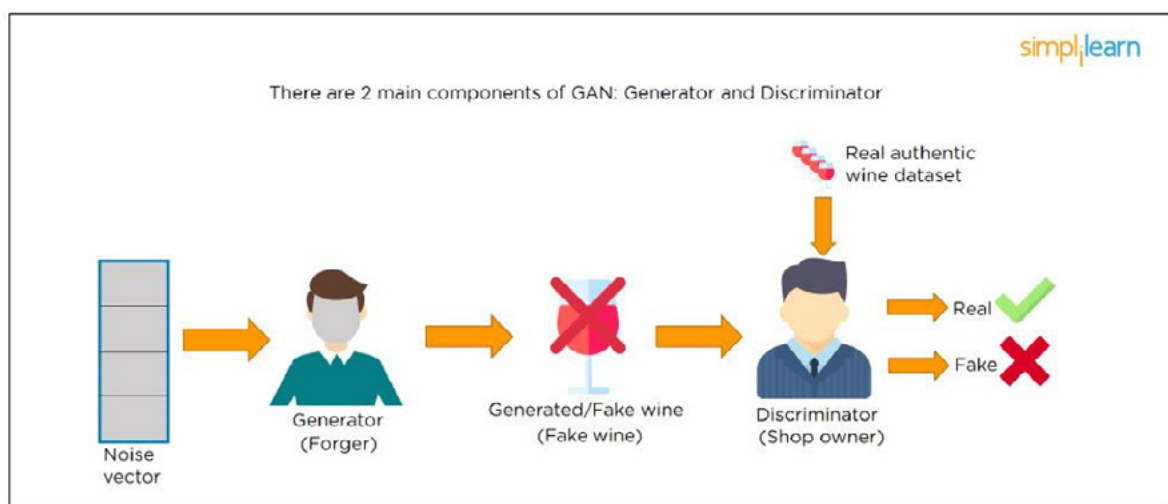 simplilearn
There are 2 main components of GAN: Generator and Discriminator
Real authentic
wine dataset
Real
Fake
Generator
(Forger)
Generated/Fake wine
(Fake wine)
Discriminator
(Shop owner)
Noise
vector